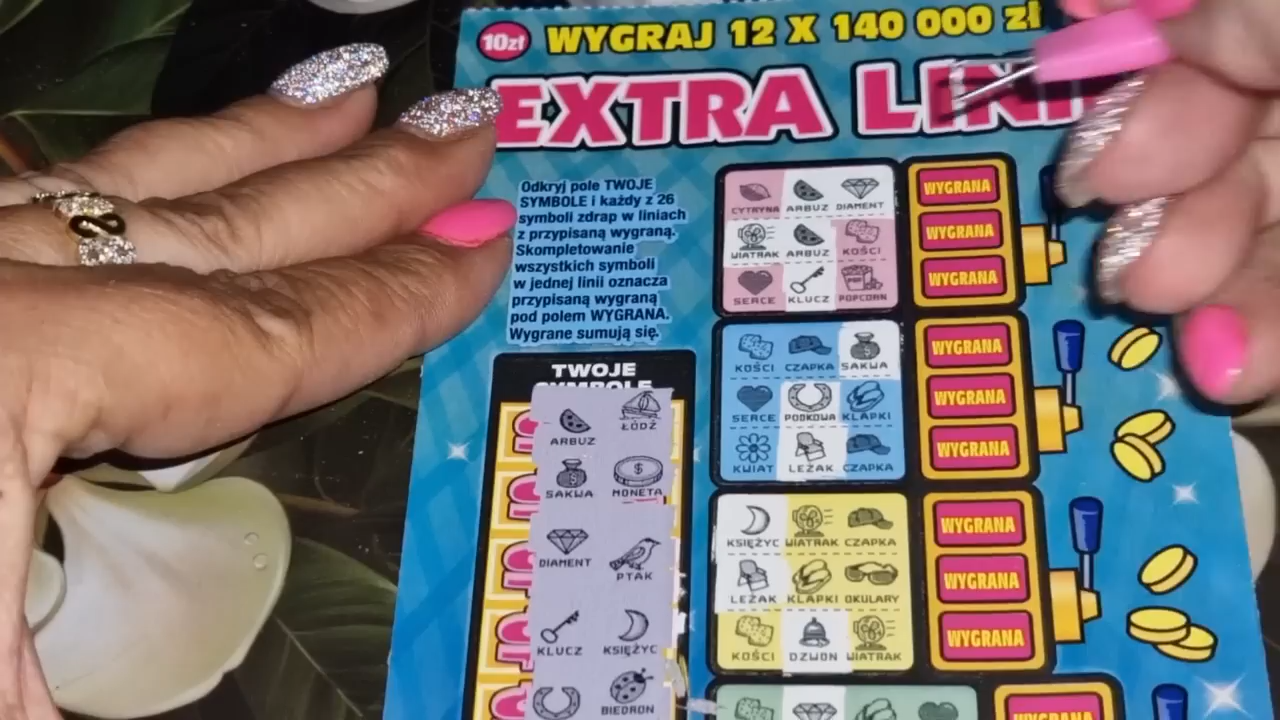 10zł WYGRAJ 12 X 140 000 zł
EXTRA
Odkryj pole TWOJE
SYMBOLE i każdy z 26
symboli zdrap w liniach
z przypisaną wygraną.
Skompletowanie
wszystkich symboli
w jednej linii oznacza
przypisaną wygraną
pod polem WYGRANA.
Wygrane sumują się.
TWOJE
SYMBOLE
ARBUZ ŁÓDŹ
SAKWA MONETA
DIAMENT PTAK
KLUCZ KSIĘŻYC
BIEDRON
CYTRYNA ARBUZ DIAMENT WYGRANA
WIATRAK ARBUZ KOŚCI WYGRANA
SERCE KLUCZ POPCORN WYGRANA
KOŚCI CZAPKA SAKWA WYGRANA
SERCE PODKOWA KLAPKI WYGRANA
KWIAT LEŻAK CZAPKA WYGRANA
KSIĘŻYC WIATRAK CZAPKA WYGRANA
LEŻAK KLAPKI OKULARY WYGRANA
KOŚCI DZWON WIATRAK WYGRANA
WYGRANA